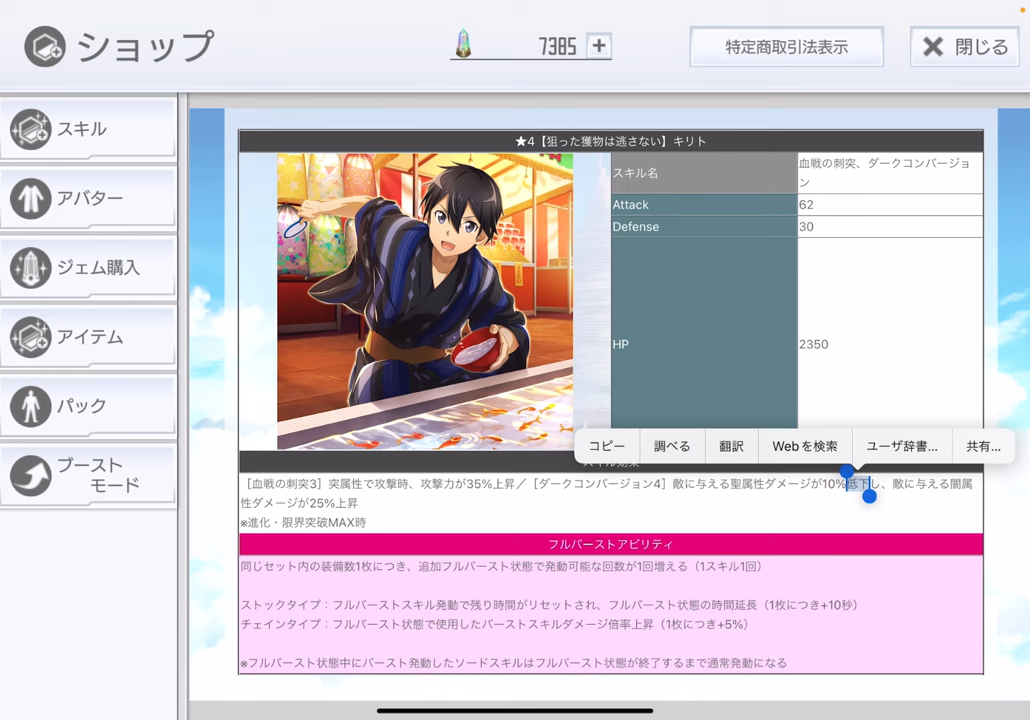 ショップ
7385
特定商取引法表示
閉じる
スキル
アバター
ジェム購入
アイテム
パック
ブースト
モード
★4【狙った獲物は逃さない】キリト
スキル名
血戦の刺突、ダークコンバージョ
ン
Attack
62
Defense
30
HP
2350
コピー
調べる
翻訳
Webを検索
ユーザ辞書...
共有...
スキル効果
［血戦の刺突3］突属性で攻撃時、攻撃力が35%上昇／［ダークコンバージョン4］敵に与える聖属性ダメージが10%低下し、敵に与える闇属
性ダメージが25%上昇
※進化・限界突破MAX時
フルバーストアビリティ
同じセット内の装備数1枚につき、追加フルバースト状態で発動可能な回数が1回増える（1スキル1回）
ストックタイプ：フルバーストスキル発動で残り時間がリセットされ、フルバースト状態の時間延長（1枚につき+10秒）
チェインタイプ：フルバースト状態で使用したバーストスキルダメージ倍率上昇（1枚につき+5%）
※フルバースト状態中にバースト発動したソードスキルはフルバースト状態が終了するまで通常発動になる